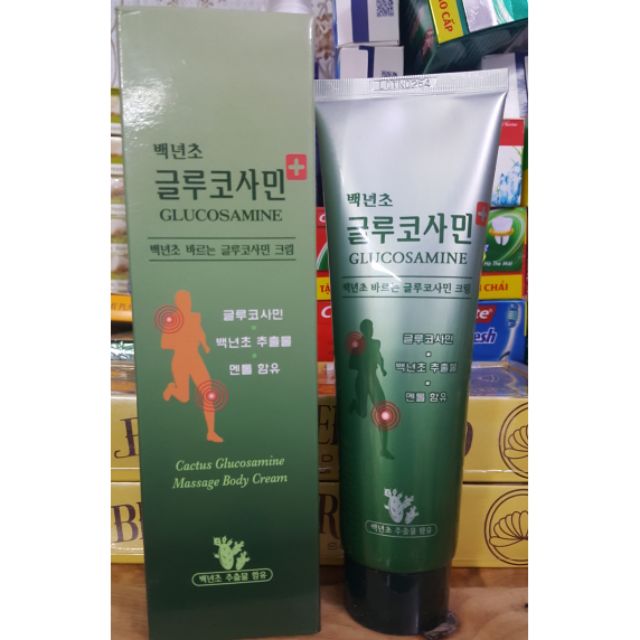 백년초
글루코사민
GLUCOSAMINE
백년초 바르는 글루코사민 크림
글루코사민
백년초 추출물
멘톨 함유
Cactus Glucosamine
Massage Body Cream
백년초 추출물 함유
백년초
글루코사민
GLUCOSAMINE
백년초 바르는 글루코사민 크림
글루코사민
백년초 추출물
멘톨 함유
백년초 추출물 함유
O CẤP
CHẢI